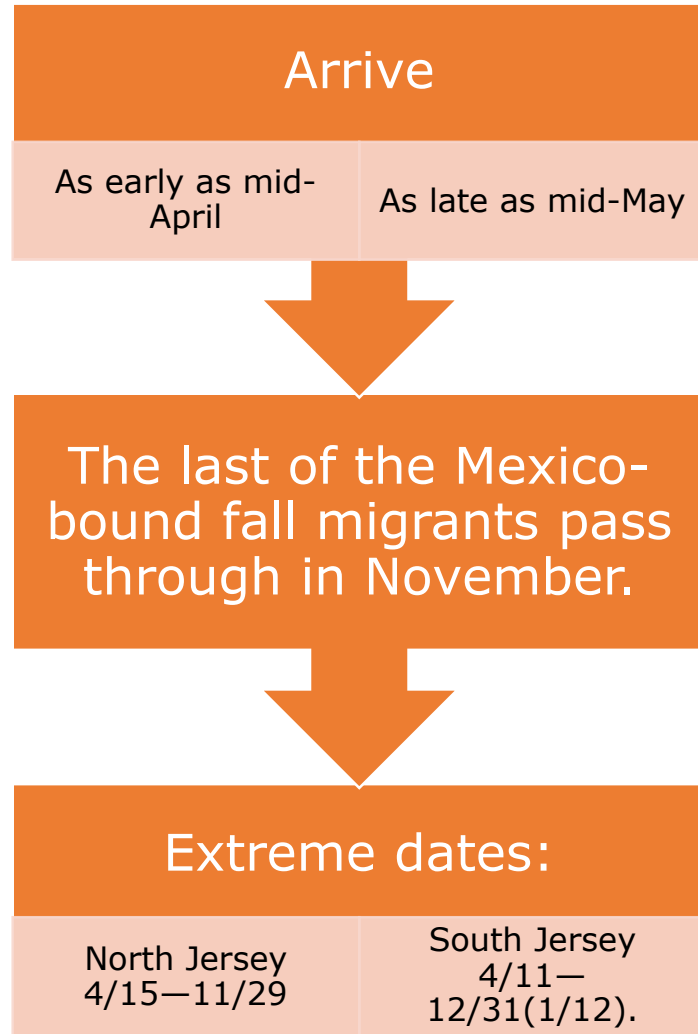 Arrive
As early as mid-
April
As late as mid-May
The last of the Mexico-
bound fall migrants pass
through in November.
Extreme dates:
North Jersey
4/15—11/29
South Jersey
4/11—
12/31(1/12).